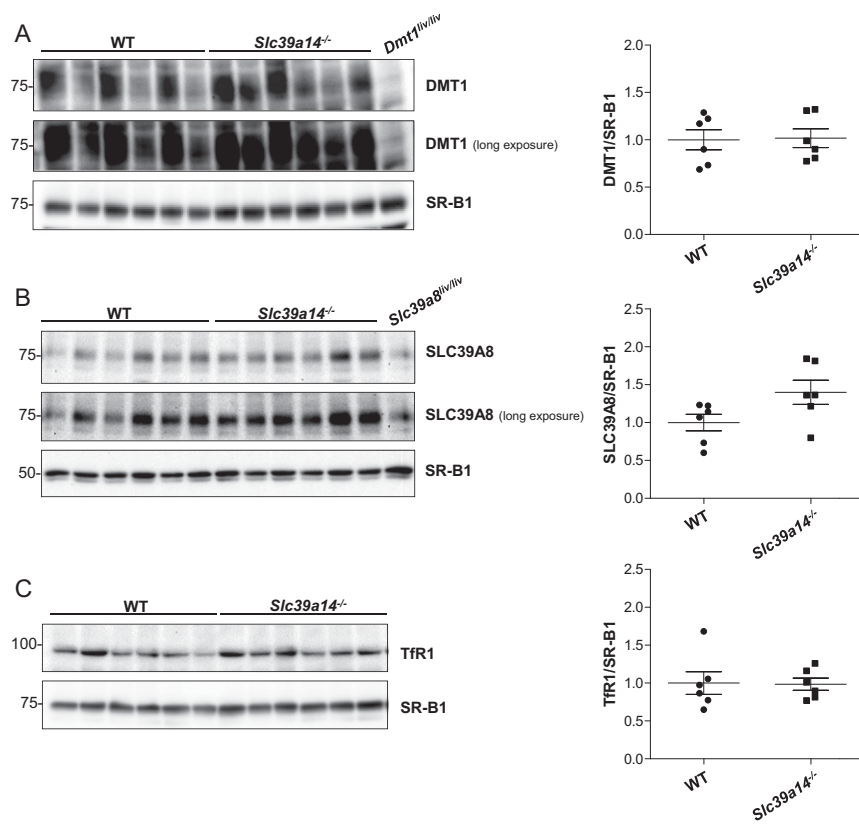 A
WT
Slc39a14-/-
Dmt1liv/liv
75-
DMT1
75-
DMT1 (long exposure)
75-
SR-B1
DMT1/SR-B1
2.0
1.5
1.0
0.5
0.0
WT
Slc39a14-/-
B
WT
Slc39a14-/-
Slc39a8liv/liv
75-
SLC39A8
75-
SLC39A8 (long exposure)
50-
SR-B1
SLC39A8/SR-B1
2.5
2.0
1.5
1.0
0.5
0.0
WT
Slc39a14-/-
C
WT
Slc39a14-/-
100-
TfR1
75-
SR-B1
TfR1/SR-B1
2.5
2.0
1.5
1.0
0.5
0.0
WT
Slc39a14-/-